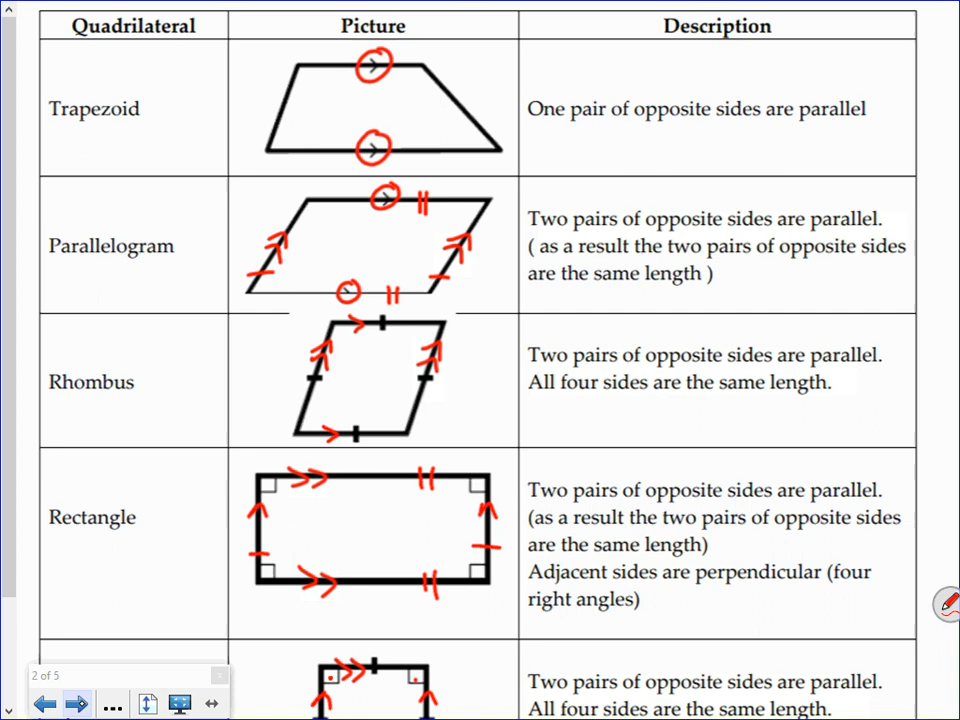 Quadrilateral Picture Description
Trapezoid
One pair of opposite sides are parallel
Parallelogram
Two pairs of opposite sides are parallel.
( as a result the two pairs of opposite sides
are the same length )
Rhombus
Two pairs of opposite sides are parallel.
All four sides are the same length.
Rectangle
Two pairs of opposite sides are parallel.
(as a result the two pairs of opposite sides
are the same length)
Adjacent sides are perpendicular (four
right angles)
Two pairs of opposite sides are parallel.
All four sides are the same length.
2 of 5